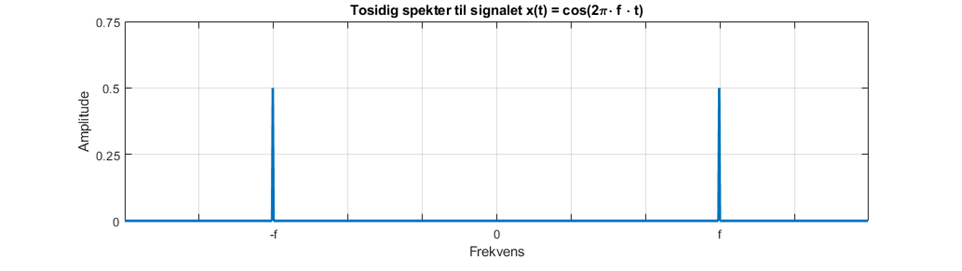 Tosidig spekter til signalet x(t) = cos(2π· f · t)
0.75
0.5
0.25
0
Amplitude
-f 0 f
Frekvens